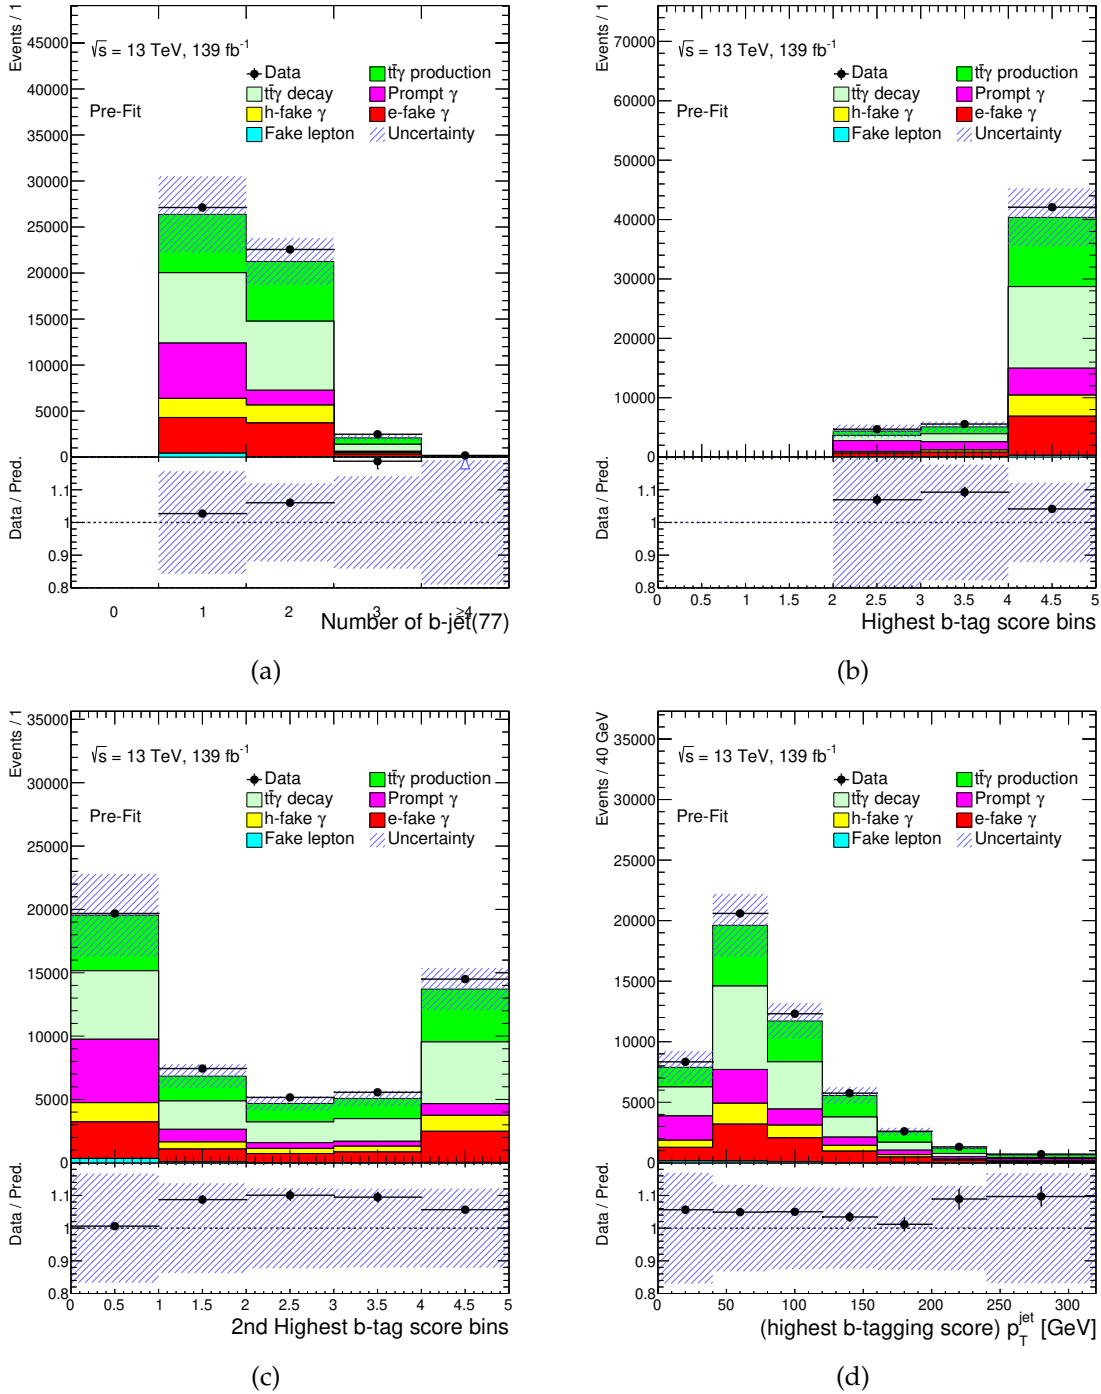 Events / 1
45000
40000
35000
30000
25000
20000
15000
10000
5000
0
√s = 13 TeV, 139 fb-1
Pre-Fit
Data
tt̄γ production
tt̄γ decay
Prompt γ
h-fake γ
e-fake γ
Fake lepton
Uncertainty
Data / Pred.
1.1
1
0.9
0.8
0 1 2 3 ≥4
Number of b-jet(77)
(a)
Events / 1
70000
60000
50000
40000
30000
20000
10000
0
√s = 13 TeV, 139 fb-1
Pre-Fit
Data
tt̄γ production
tt̄γ decay
Prompt γ
h-fake γ
e-fake γ
Fake lepton
Uncertainty
Data / Pred.
1.1
1
0.9
0.8
0 0.5 1 1.5 2 2.5 3 3.5 4 4.5 5
Highest b-tag score bins
(b)
Events / 1
35000
30000
25000
20000
15000
10000
5000
0
√s = 13 TeV, 139 fb-1
Pre-Fit
Data
tt̄γ production
tt̄γ decay
Prompt γ
h-fake γ
e-fake γ
Fake lepton
Uncertainty
Data / Pred.
1.1
1
0.9
0.8
0 0.5 1 1.5 2 2.5 3 3.5 4 4.5 5
2nd Highest b-tag score bins
(c)
Events / 40 GeV
35000
30000
25000
20000
15000
10000
5000
0
√s = 13 TeV, 139 fb-1
Pre-Fit
Data
tt̄γ production
tt̄γ decay
Prompt γ
h-fake γ
e-fake γ
Fake lepton
Uncertainty
Data / Pred.
1.1
1
0.9
0.8
0 50 100 150 200 250 300
(highest b-tagging score) p_T^jet [GeV]
(d)